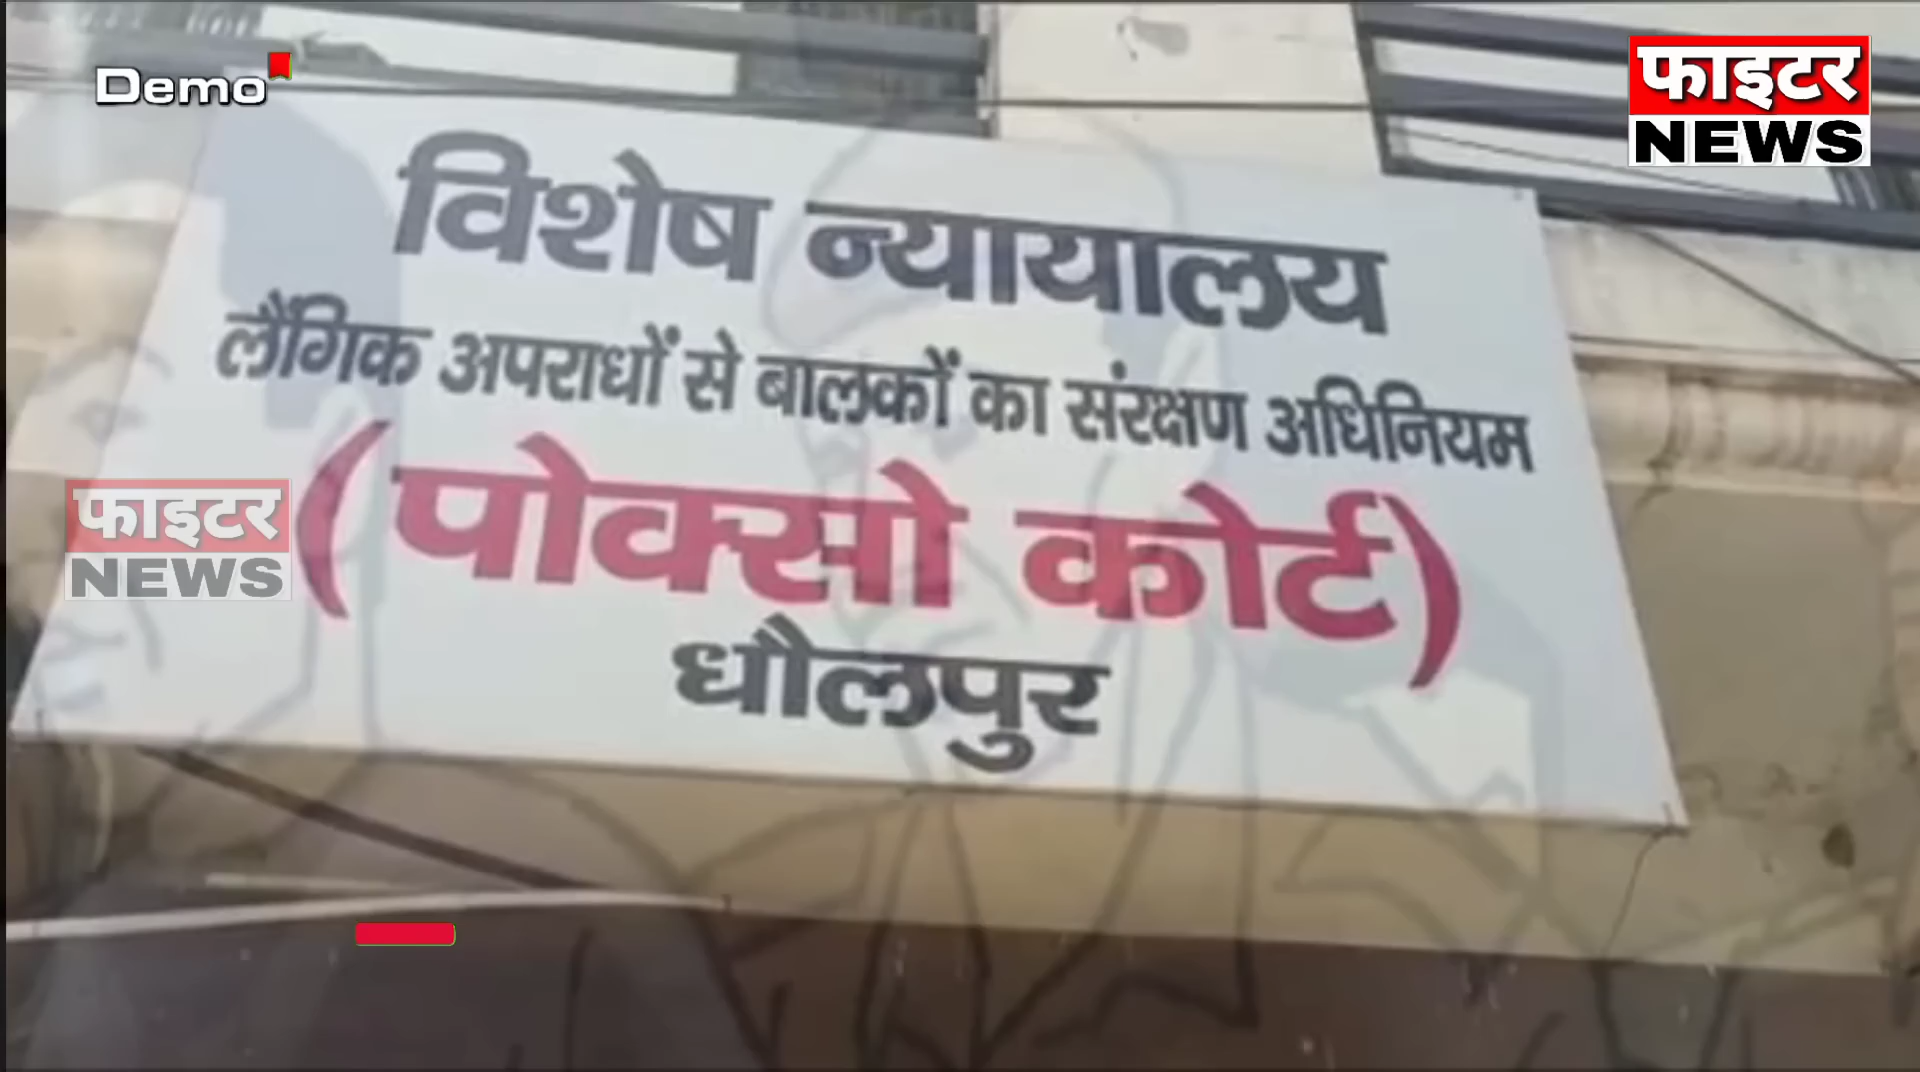 Demo
फाइटर
NEWS
विशेष न्यायालय
लैंगिक अपराधों से बालकों का संरक्षण अधिनियम
(पोक्सो कोर्ट)
धौलपुर
फाइटर
NEWS